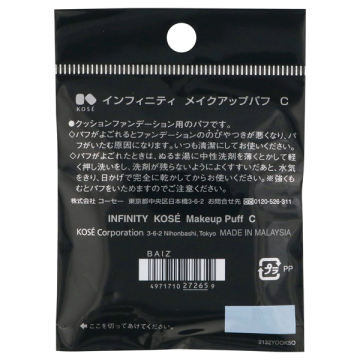 KOSÉ
インフィニティ メイクアップパフ C
●クッションファンデーション用のパフです。
●パフがよごれるとファンデーションののびやつきが悪くなり、パフがいたむ原因になります。いつも清潔にしてお使いください。
●パフがよごれたときは、ぬるま湯に中性洗剤を薄くとかして軽く押し洗いをし、洗剤が残らないようによくすすいだあと、水気をきり、日かげで完全に乾かしてからお使いください。※強くもむとパフをいためますのでご注意ください。
株式会社 コーセー 東京都中央区日本橋3-6-2 お問合せ先 0120-526-311
INFINITY KOSÉ Makeup Puff C
KOSÉ Corporation 3-6-2 Nihonbashi, Tokyo MADE IN MALAYSIA
BAIZ
4971710 272659
プラ
PP
←ここを切ってあけてください。
2132YOOKSO